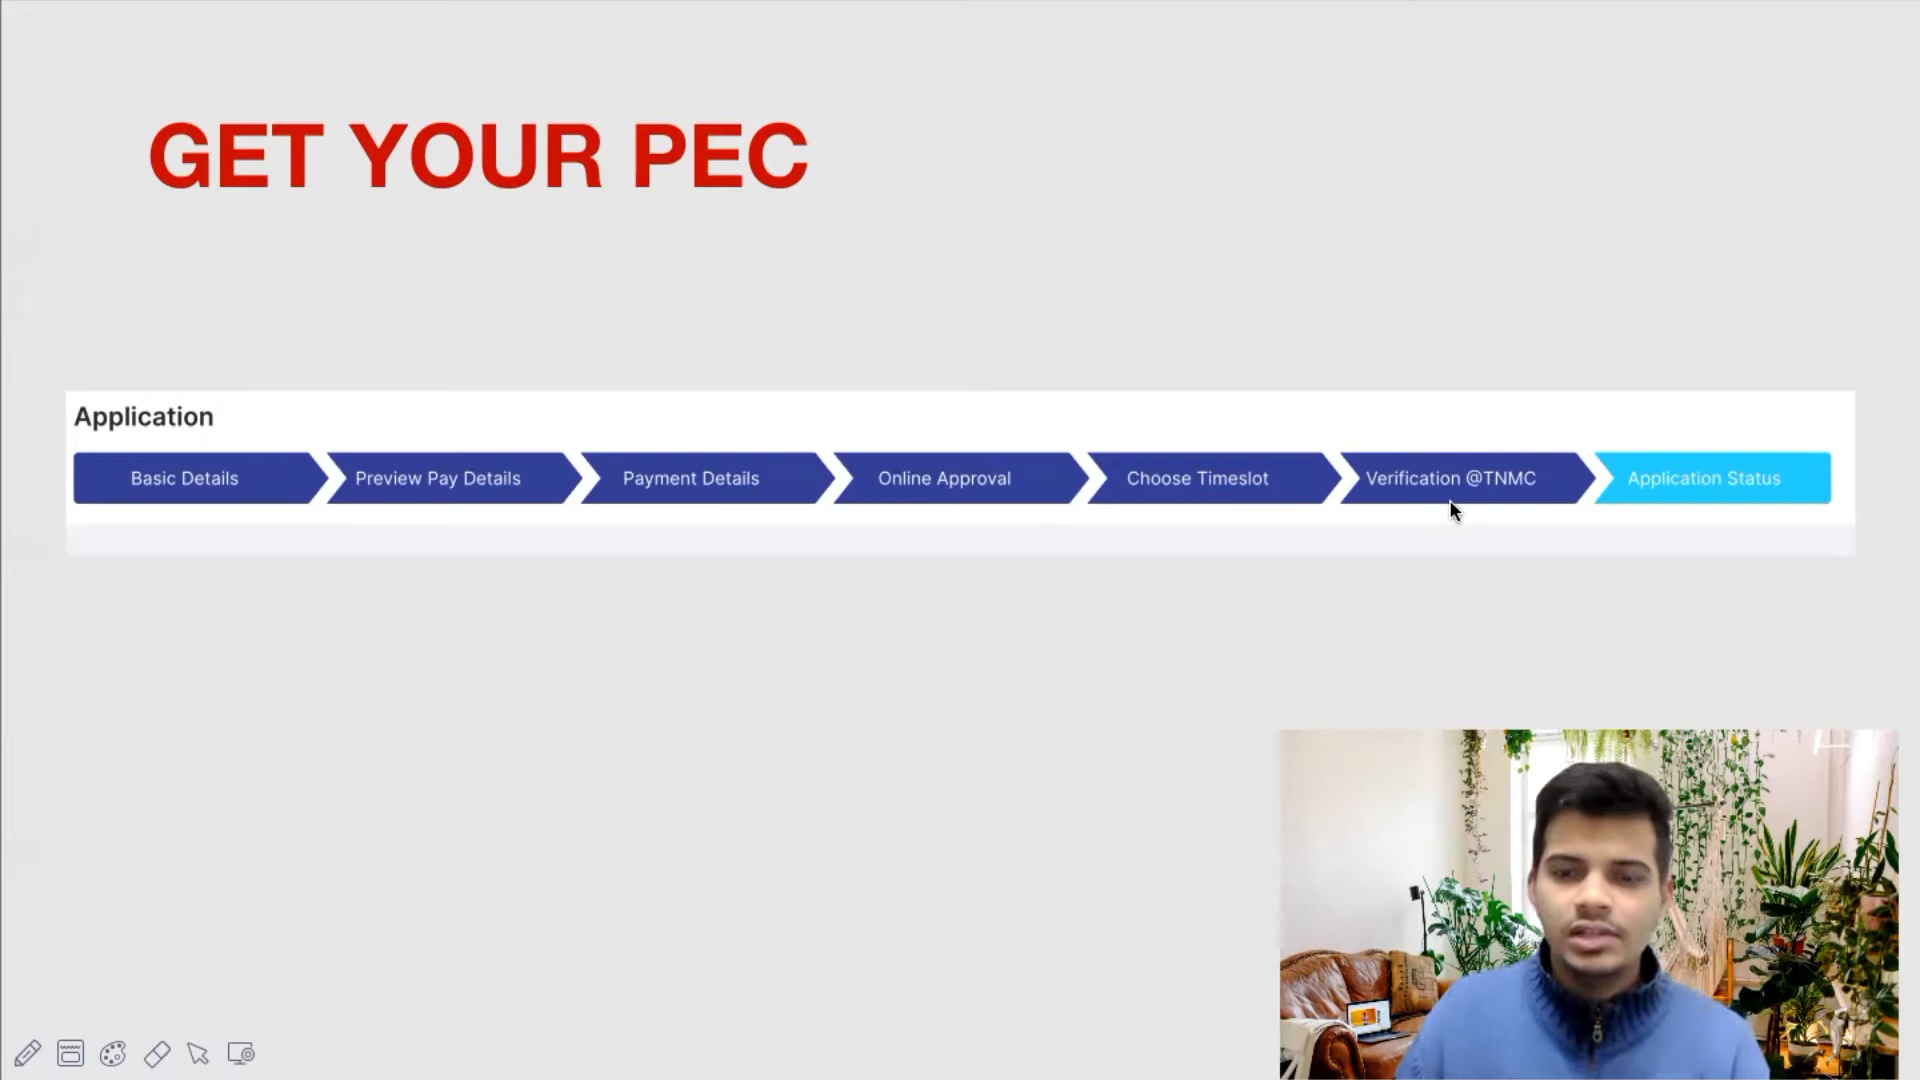 GET YOUR PEC
Application
Basic Details
Preview Pay Details
Payment Details
Online Approval
Choose Timeslot
Verification @TNMC
Application Status